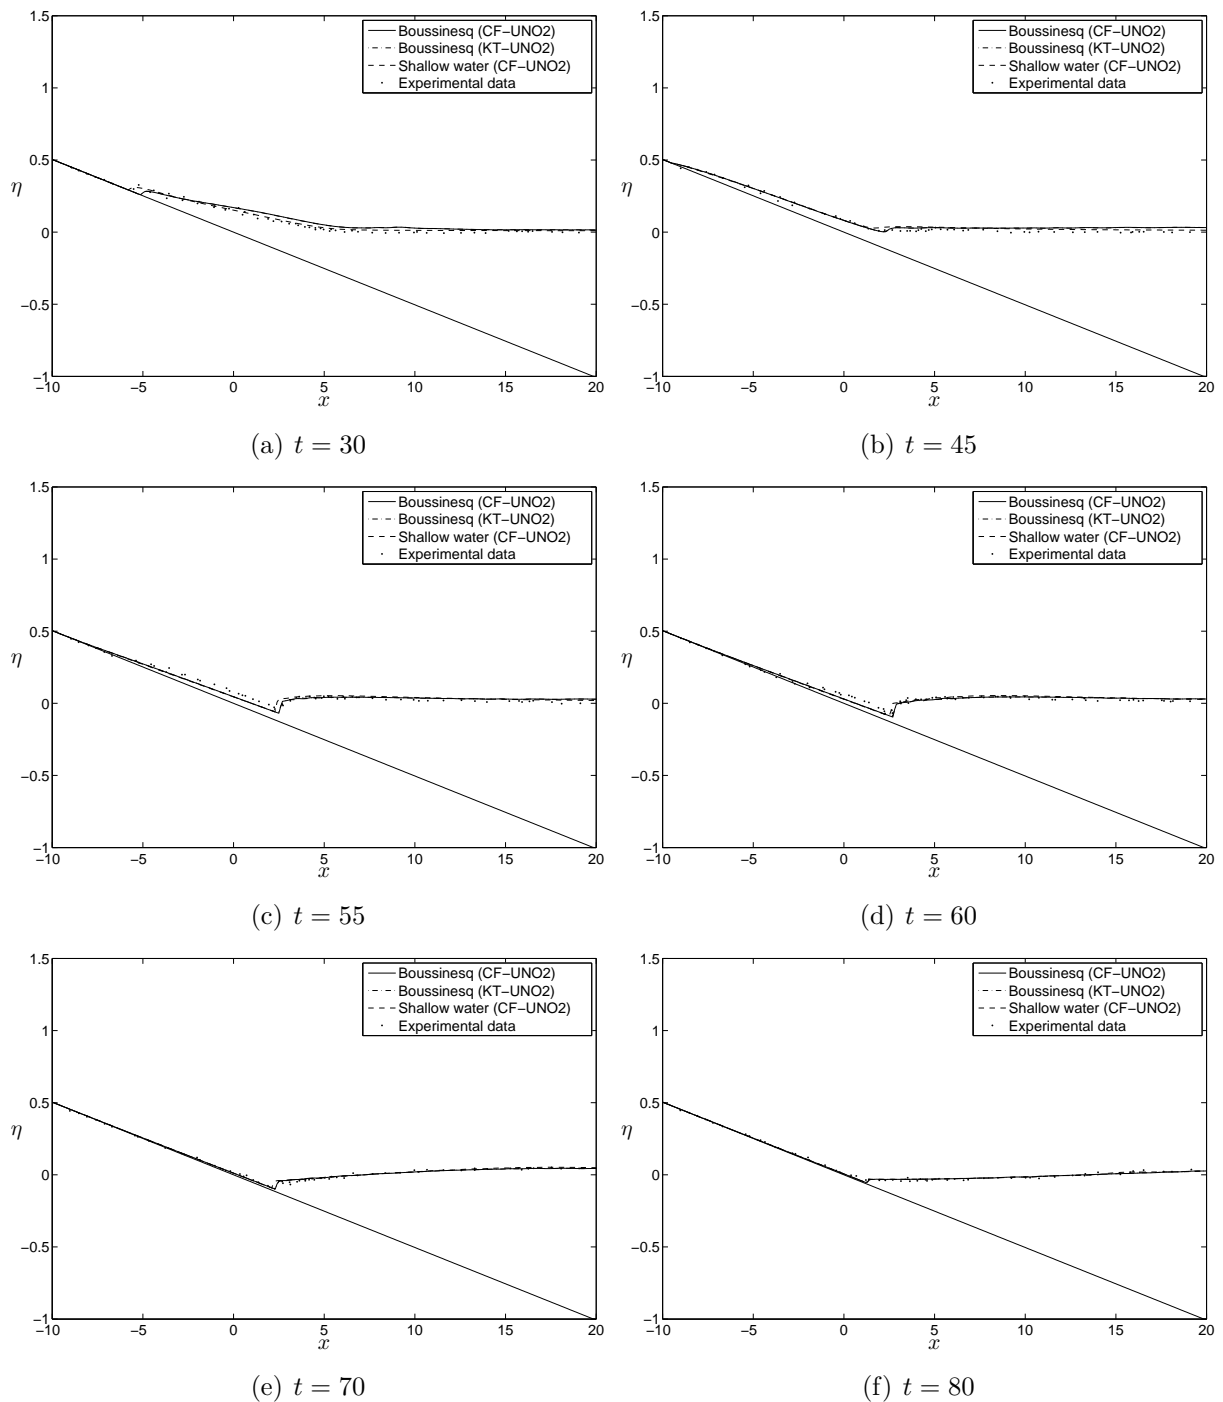 1.5
Boussinesq (CF−UNO2)
Boussinesq (KT−UNO2)
Shallow water (CF−UNO2)
Experimental data
1
0.5
η
0
−0.5
−1
−10 −5 0 5 10 15 20
x
(a) t = 30
1.5
Boussinesq (CF−UNO2)
Boussinesq (KT−UNO2)
Shallow water (CF−UNO2)
Experimental data
1
0.5
η
0
−0.5
−1
−10 −5 0 5 10 15 20
x
(b) t = 45
1.5
Boussinesq (CF−UNO2)
Boussinesq (KT−UNO2)
Shallow water (CF−UNO2)
Experimental data
1
0.5
η
0
−0.5
−1
−10 −5 0 5 10 15 20
x
(c) t = 55
1.5
Boussinesq (CF−UNO2)
Boussinesq (KT−UNO2)
Shallow water (CF−UNO2)
Experimental data
1
0.5
η
0
−0.5
−1
−10 −5 0 5 10 15 20
x
(d) t = 60
1.5
Boussinesq (CF−UNO2)
Boussinesq (KT−UNO2)
Shallow water (CF−UNO2)
Experimental data
1
0.5
η
0
−0.5
−1
−10 −5 0 5 10 15 20
x
(e) t = 70
1.5
Boussinesq (CF−UNO2)
Boussinesq (KT−UNO2)
Shallow water (CF−UNO2)
Experimental data
1
0.5
η
0
−0.5
−1
−10 −5 0 5 10 15 20
x
(f) t = 80